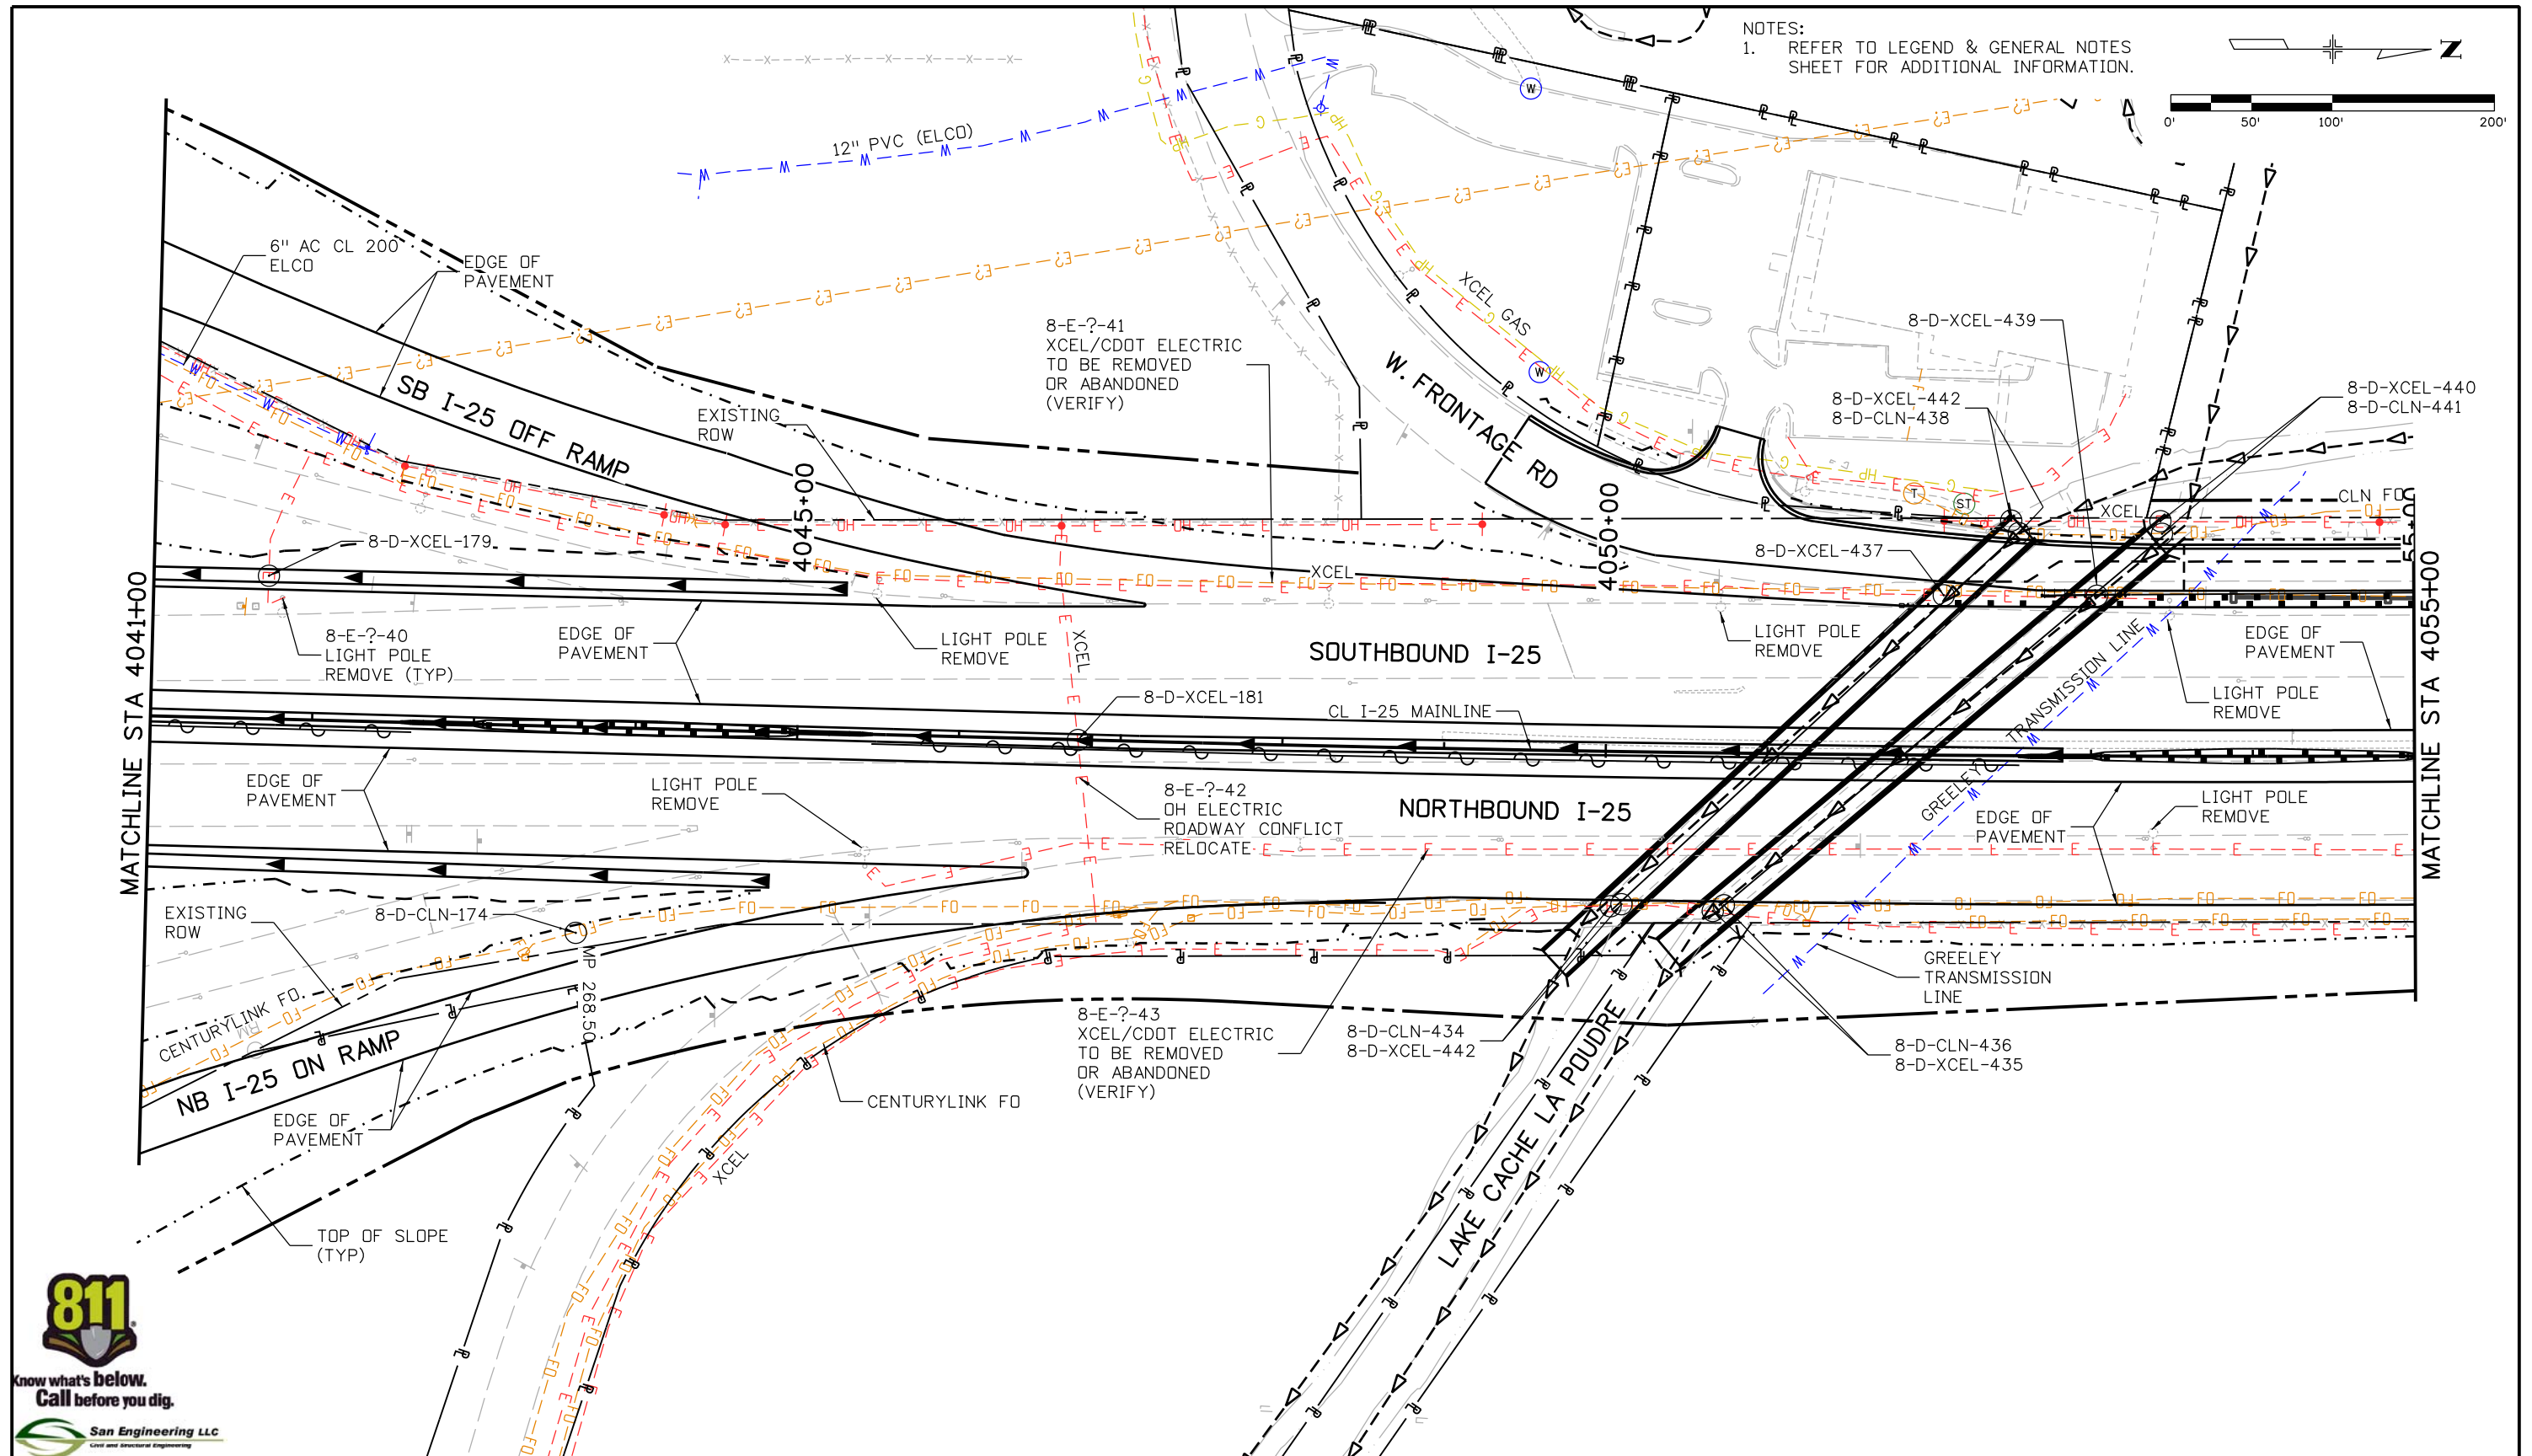 NOTES:
1. REFER TO LEGEND & GENERAL NOTES
SHEET FOR ADDITIONAL INFORMATION.
N
0' 50' 100' 200'
12" PVC (ELCO)
6" AC CL 200
ELCO
EDGE OF
PAVEMENT
SB I-25 OFF RAMP
EXISTING
ROW
8-E-?-41
XCEL/CDOT ELECTRIC
TO BE REMOVED
OR ABANDONED
(VERIFY)
XCEL GAS
W. FRONTAGE RD
8-D-XCEL-439
8-D-XCEL-442
8-D-CLN-438
8-D-XCEL-440
8-D-CLN-441
CLN FO
XCEL
8-D-XCEL-437
4045+00
4050+00
55+00
8-D-XCEL-179
XCEL
MATCHLINE STA 4041+00
MATCHLINE STA 4055+00
8-E-?-40
LIGHT POLE
REMOVE (TYP)
EDGE OF
PAVEMENT
LIGHT POLE
REMOVE
XCEL
SOUTHBOUND I-25
LIGHT POLE
REMOVE
EDGE OF
PAVEMENT
LIGHT POLE
REMOVE
8-D-XCEL-181
CL I-25 MAINLINE
GREELEY TRANSMISSION LINE
EDGE OF
PAVEMENT
LIGHT POLE
REMOVE
8-E-?-42
OH ELECTRIC
ROADWAY CONFLICT
RELOCATE
NORTHBOUND I-25
EDGE OF
PAVEMENT
LIGHT POLE
REMOVE
EXISTING
ROW
8-D-CLN-174
MP 268.50
CENTURYLINK FO.
NB I-25 ON RAMP
EDGE OF
PAVEMENT
CENTURYLINK FO
XCEL
8-E-?-43
XCEL/CDOT ELECTRIC
TO BE REMOVED
OR ABANDONED
(VERIFY)
8-D-CLN-434
8-D-XCEL-442
LAKE CACHE LA POUDRE
GREELEY
TRANSMISSION
LINE
8-D-CLN-436
8-D-XCEL-435
TOP OF SLOPE
(TYP)
811
Know what's below.
Call before you dig.
San Engineering LLC
Civil and Structural Engineering